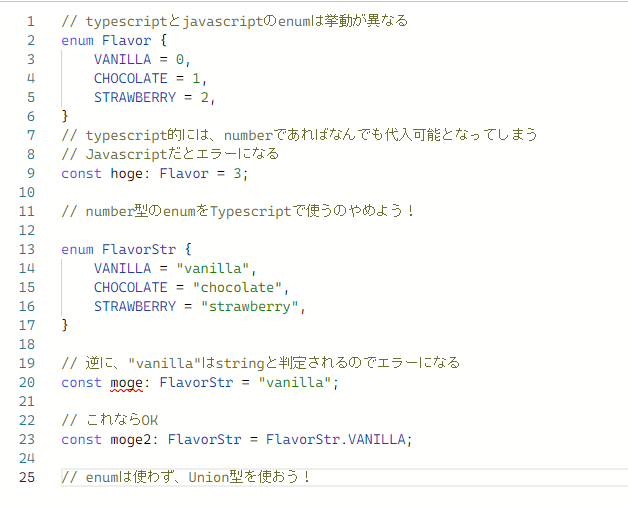 1 // typescriptとjavascriptのenumは挙動が異なる
2 enum Flavor {
3 VANILLA = 0,
4 CHOCOLATE = 1,
5 STRAWBERRY = 2,
6 }
7 // typescript的には、numberであればなんでも代入可能となってしまう
8 // Javascriptだとエラーになる
9 const hoge: Flavor = 3;
10
11 // number型のenumをTypescriptで使うのやめよう！
12
13 enum FlavorStr {
14 VANILLA = "vanilla",
15 CHOCOLATE = "chocolate",
16 STRAWBERRY = "strawberry",
17 }
18
19 // 逆に、"vanilla"はstringと判定されるのでエラーになる
20 const moge: FlavorStr = "vanilla";
21
22 // これならOK
23 const moge2: FlavorStr = FlavorStr.VANILLA;
24
25 // enumは使わず、Union型を使おう！